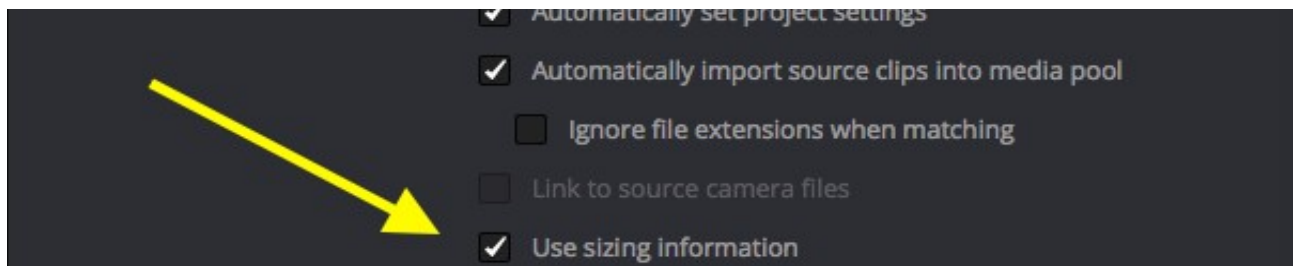 Automatically set project settings
Automatically import source clips into media pool
Ignore file extensions when matching
Link to source camera files
Use sizing information